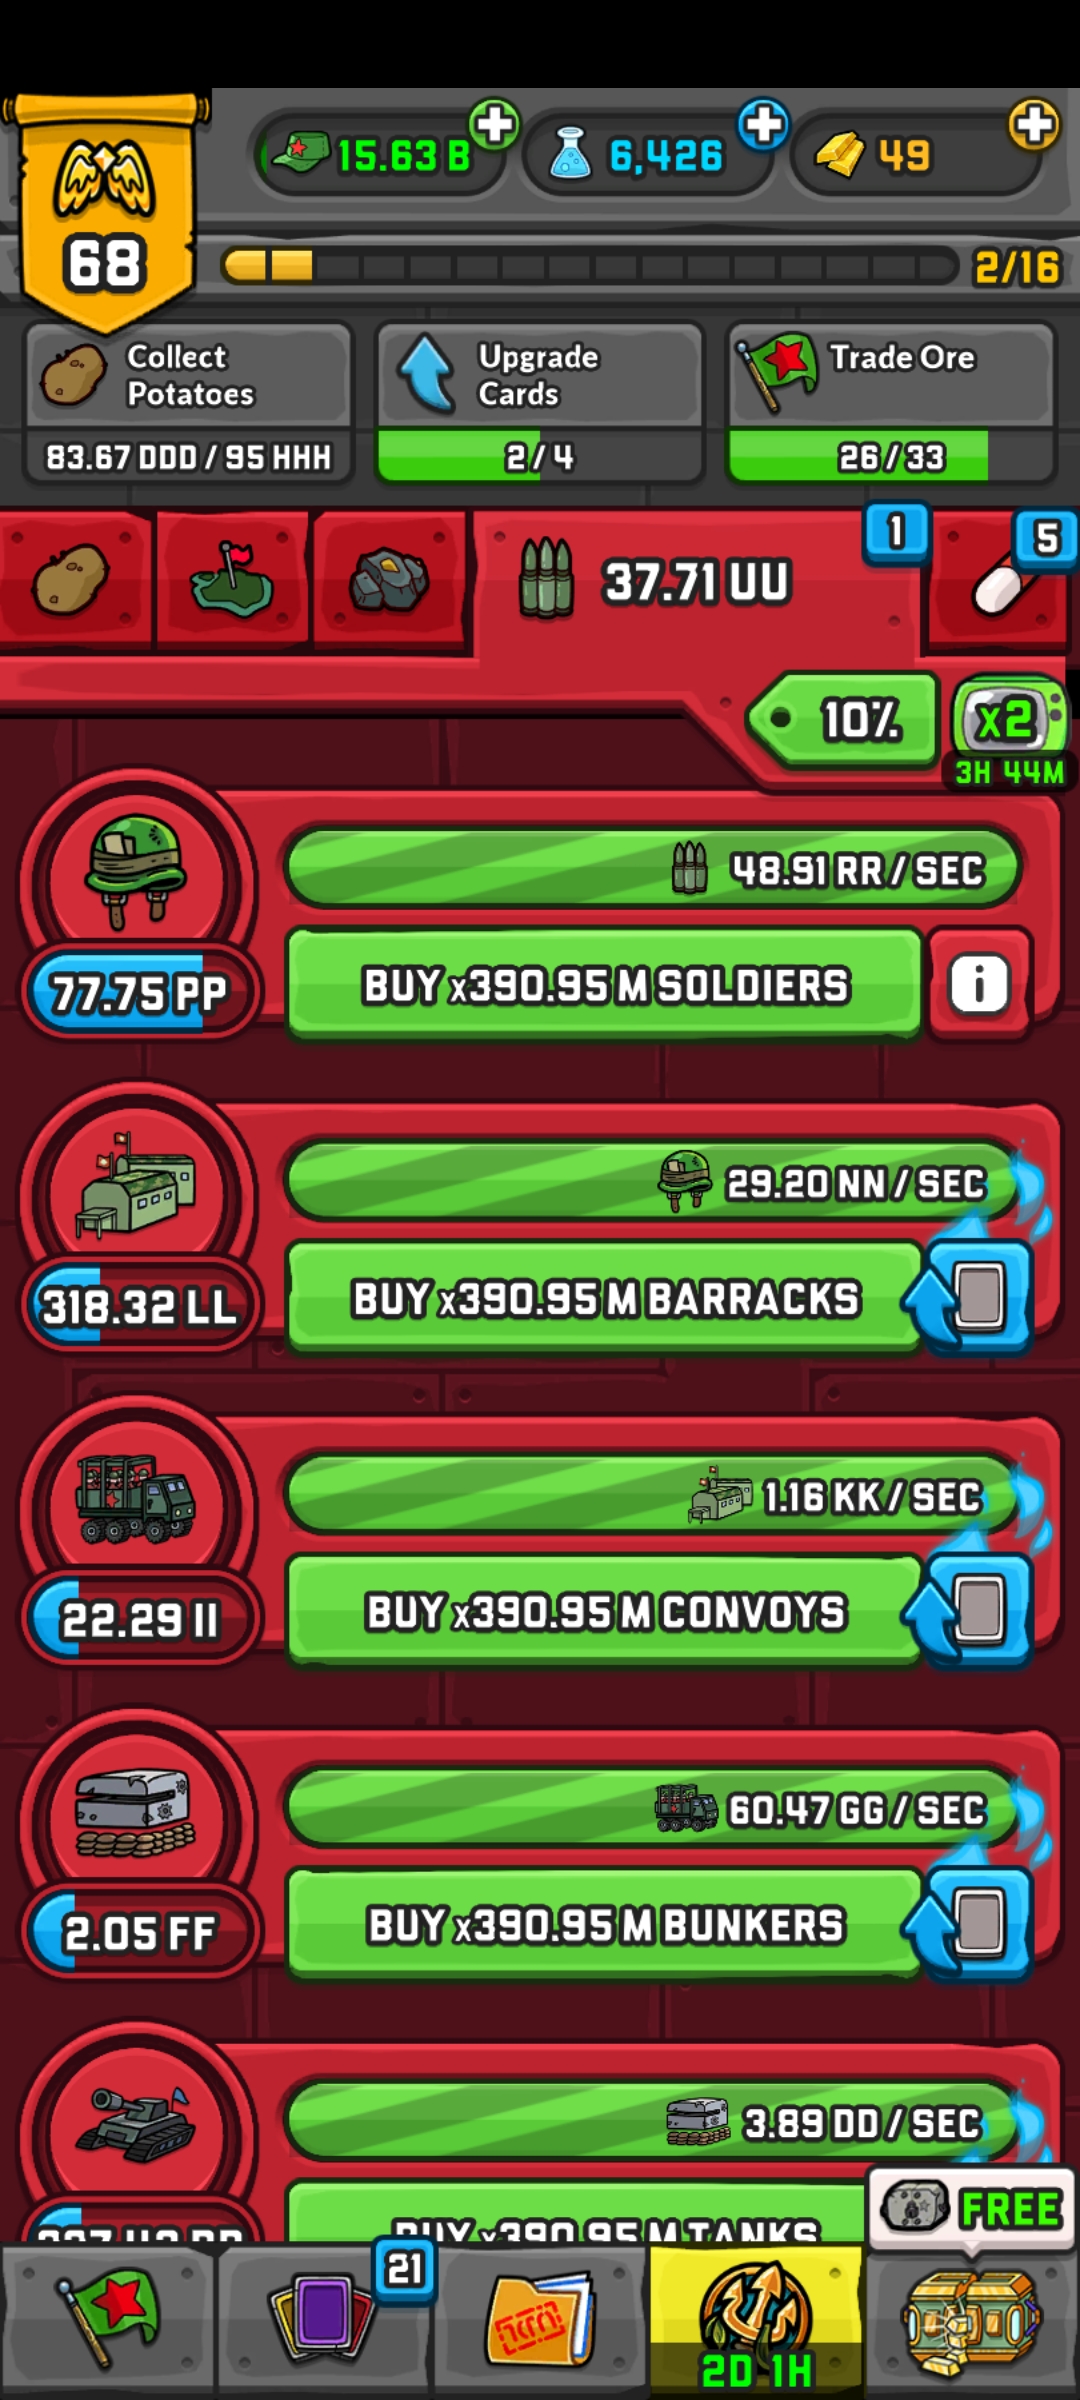 15.63 B
6,426
49
68
2/16
Collect
Potatoes
Upgrade
Cards
Trade Ore
83.67 DDD / 95 HHH
2/4
26/33
1
5
37.71 UU
10%
x2
3H 44M
48.91 RR / SEC
77.75 PP
BUY x390.95 M SOLDIERS
i
29.20 NN / SEC
318.32 LL
BUY x390.95 M BARRACKS
1.16 KK / SEC
22.29 II
BUY x390.95 M CONVOYS
60.47 GG / SEC
2.05 FF
BUY x390.95 M BUNKERS
3.89 DD / SEC
FREE
BUY x390.95 M TANKS
21
2D 1H